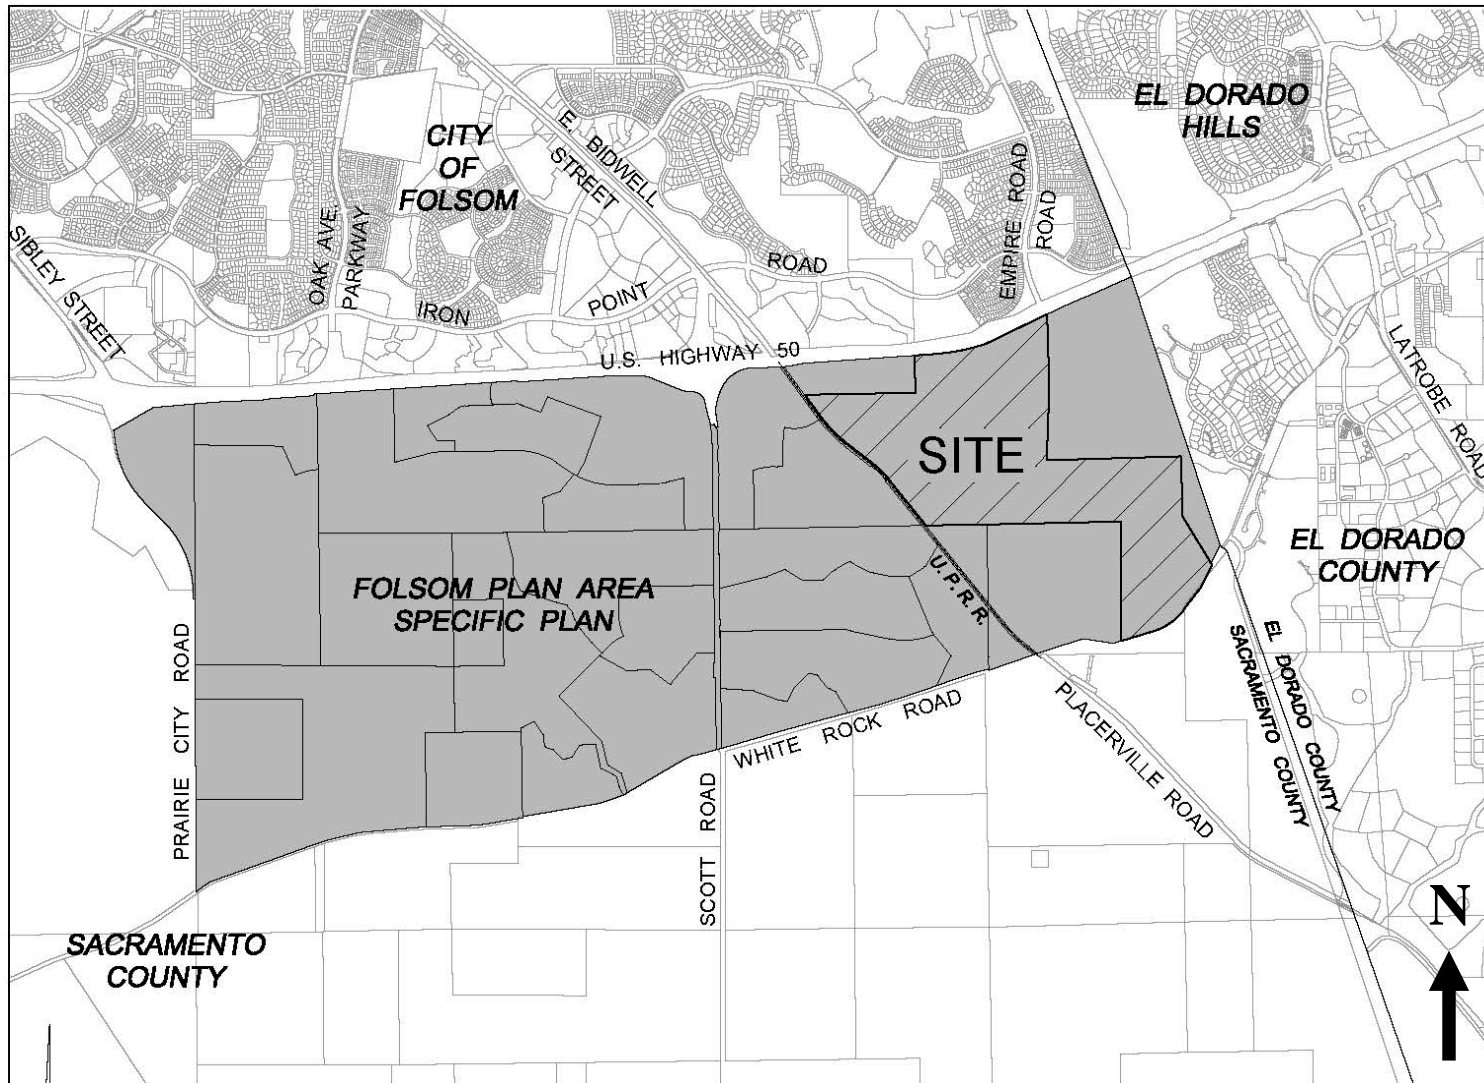 EL DORADO
HILLS
CITY
OF
FOLSOM
E. BIDWELL
STREET
EMPIRE ROAD
ROAD
OAK AVE.
PARKWAY
SIBLEY STREET
IRON
POINT
ROAD
U.S. HIGHWAY 50
LATROBE ROAD
SITE
EL DORADO
COUNTY
FOLSOM PLAN AREA
SPECIFIC PLAN
U.P.R.R.
PRAIRIE CITY ROAD
EL DORADO COUNTY
SACRAMENTO COUNTY
WHITE ROCK ROAD
PLACERVILLE ROAD
SCOTT ROAD
SACRAMENTO
COUNTY
N